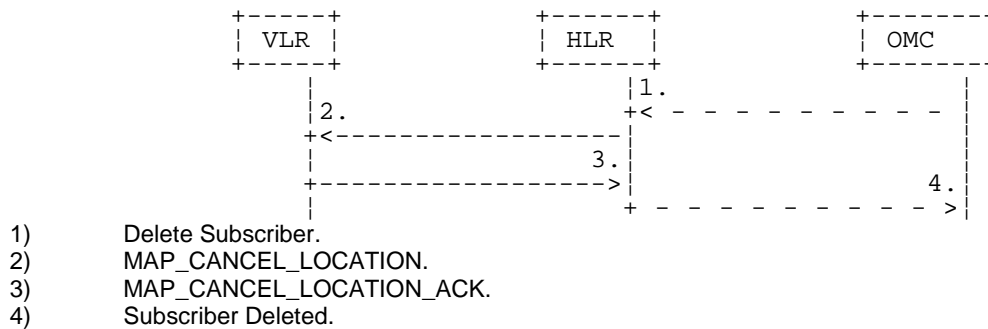 VLR HLR OMC
1.
2.
3.
4.
1) Delete Subscriber.
2) MAP_CANCEL_LOCATION.
3) MAP_CANCEL_LOCATION_ACK.
4) Subscriber Deleted.